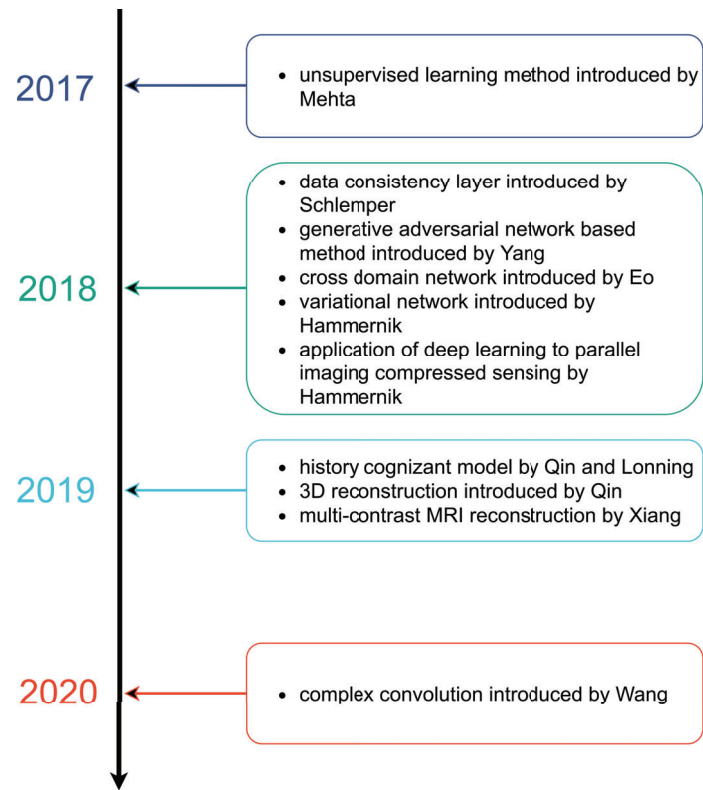 2017
• unsupervised learning method introduced by
Mehta
2018
• data consistency layer introduced by
Schlemper
• generative adversarial network based
method introduced by Yang
• cross domain network introduced by Eo
• variational network introduced by
Hammernik
• application of deep learning to parallel
imaging compressed sensing by
Hammernik
2019
• history cognizant model by Qin and Lonning
• 3D reconstruction introduced by Qin
• multi-contrast MRI reconstruction by Xiang
2020
• complex convolution introduced by Wang